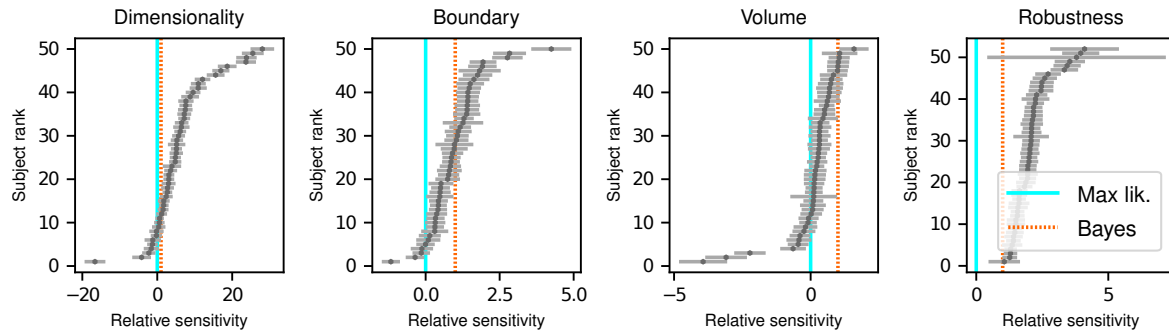 Dimensionality
Boundary
Volume
Robustness
Subject rank
50
40
30
20
10
0
−20
0
20
Relative sensitivity
Subject rank
50
40
30
20
10
0
0.0
2.5
5.0
Relative sensitivity
Subject rank
50
40
30
20
10
0
−5
0
Relative sensitivity
Subject rank
50
40
30
20
10
0
0
5
Relative sensitivity
Max lik.
Bayes